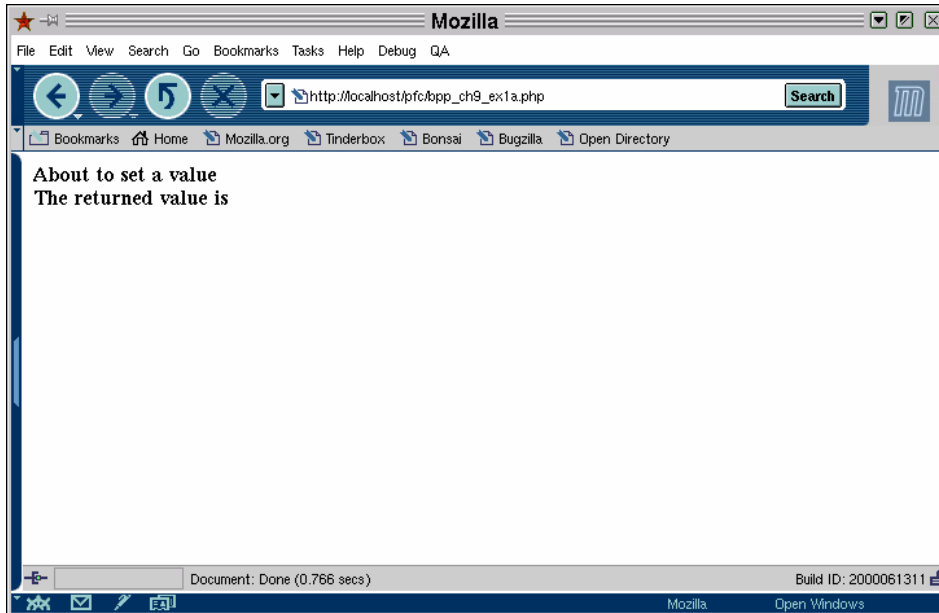 Mozilla
File Edit View Search Go Bookmarks Tasks Help Debug QA
http://localhost/pfc/bpp_ch9_ex1a.php Search
Bookmarks Home Mozilla.org Tinderbox Bonsai Bugzilla Open Directory
About to set a value
The returned value is
Document: Done (0.766 secs) Build ID: 2000061311
Mozilla Open Windows